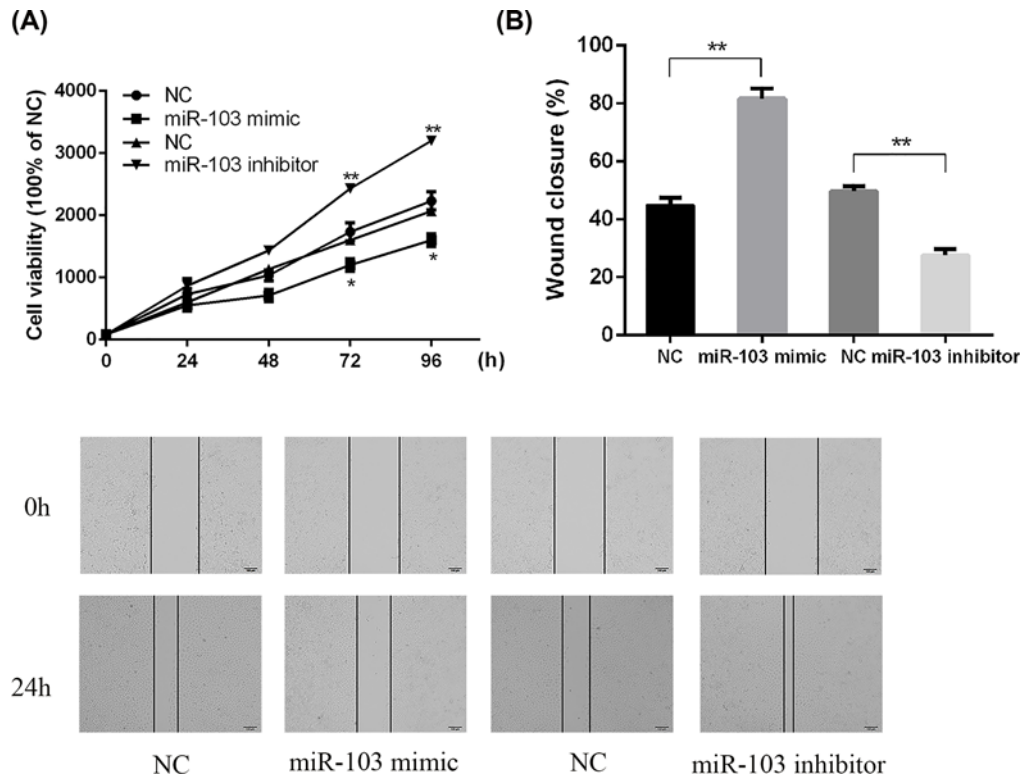 (A)
Cell viability (100% of NC)
4000
3000
2000
1000
0
NC
miR-103 mimic
NC
miR-103 inhibitor
**
**
*
*
0 24 48 72 96 (h)
(B)
Wound closure (%)
100
80
60
40
20
0
**
**
NC miR-103 mimic NC miR-103 inhibitor
0h
24h
NC miR-103 mimic NC miR-103 inhibitor